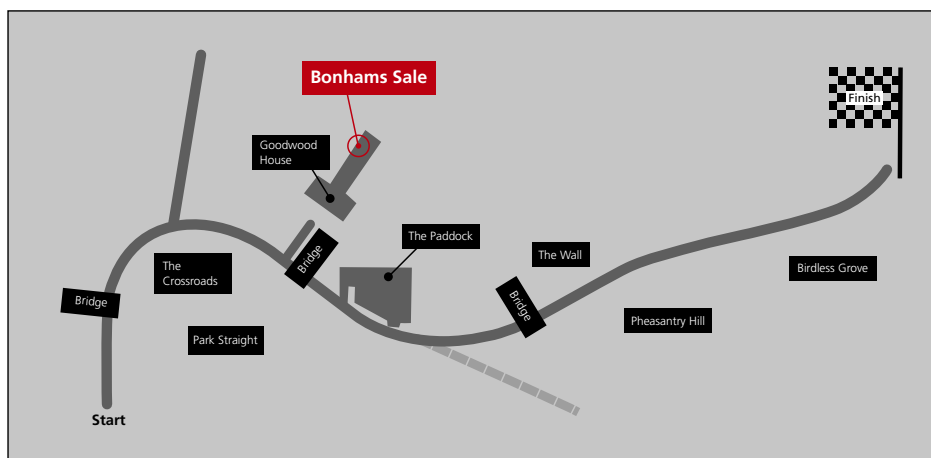 Bonhams Sale
Finish
Goodwood
House
The Paddock
The Wall
Bridge
The
Crossroads
Birdless Grove
Bridge
Bridge
Pheasantry Hill
Park Straight
Start